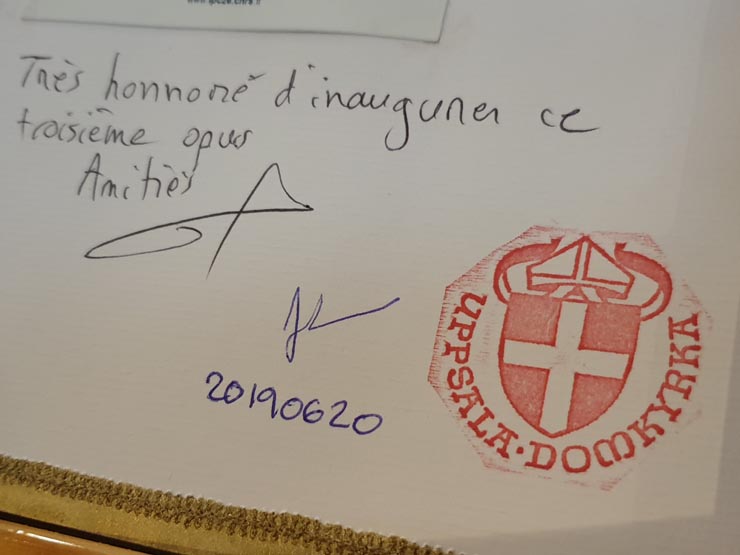 Très honnoré d'inaugurer ce
troisième opus
Amitiés
20190620
UPPSALA · DOMKYRKA